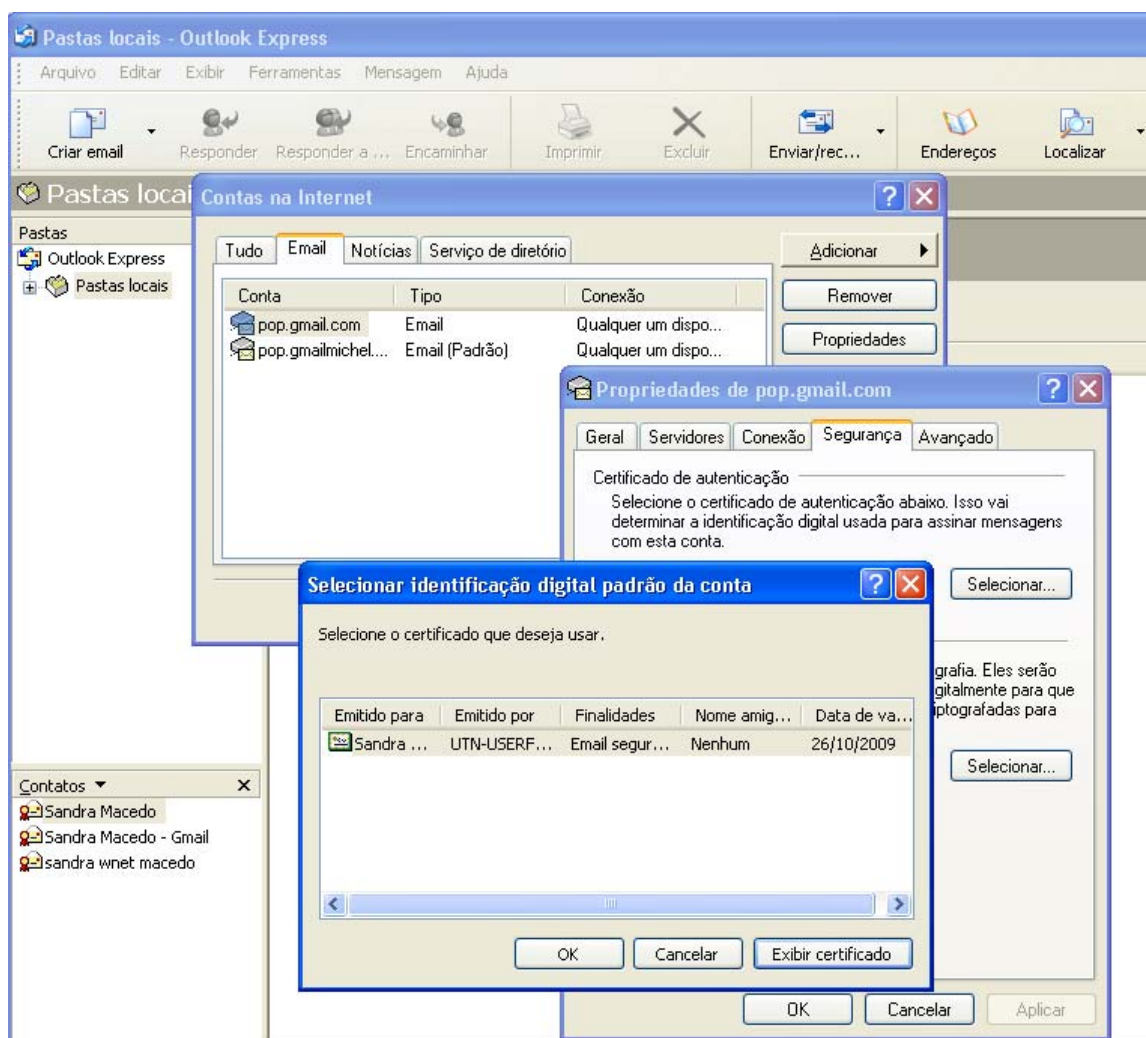 Pastas locais - Outlook Express
Arquivo Editar Exibir Ferramentas Mensagem Ajuda
Criar email Responder Responder a ... Encaminhar Imprimir Excluir Enviar/rec... Endereços Localizar
Pastas locai
Contas na Internet
Pastas
Outlook Express
Pastas locais
Tudo Email Notícias Serviço de diretório
Adicionar
Remover
Propriedades
Conta Tipo Conexão
pop.gmail.com Email Qualquer um dispo...
pop.gmailmichel.... Email (Padrão) Qualquer um dispo...
Propriedades de pop.gmail.com
Geral Servidores Conexão Segurança Avançado
Certificado de autenticação
Selecione o certificado de autenticação abaixo. Isso vai
determinar a identificação digital usada para assinar mensagens
com esta conta.
Selecionar...
grafia. Eles serão
gitalmente para que
iptografadas para
Selecionar...
Selecionar identificação digital padrão da conta
Selecione o certificado que deseja usar.
Emitido para Emitido por Finalidades Nome amig... Data de va...
Sandra ... UTN-USERF... Email segur... Nenhum 26/10/2009
OK Cancelar Exibir certificado
OK Cancelar Aplicar
Contatos
Sandra Macedo
Sandra Macedo - Gmail
sandra wnet macedo